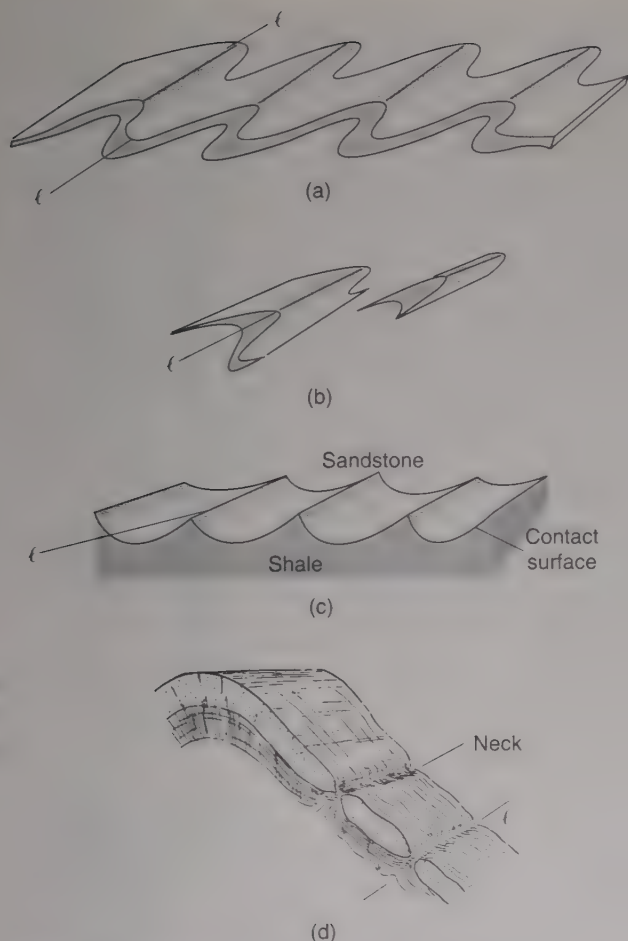 ℓ
ℓ
(a)
ℓ
(b)
Sandstone
ℓ
Shale
Contact
surface
(c)
Neck
ℓ
(d)